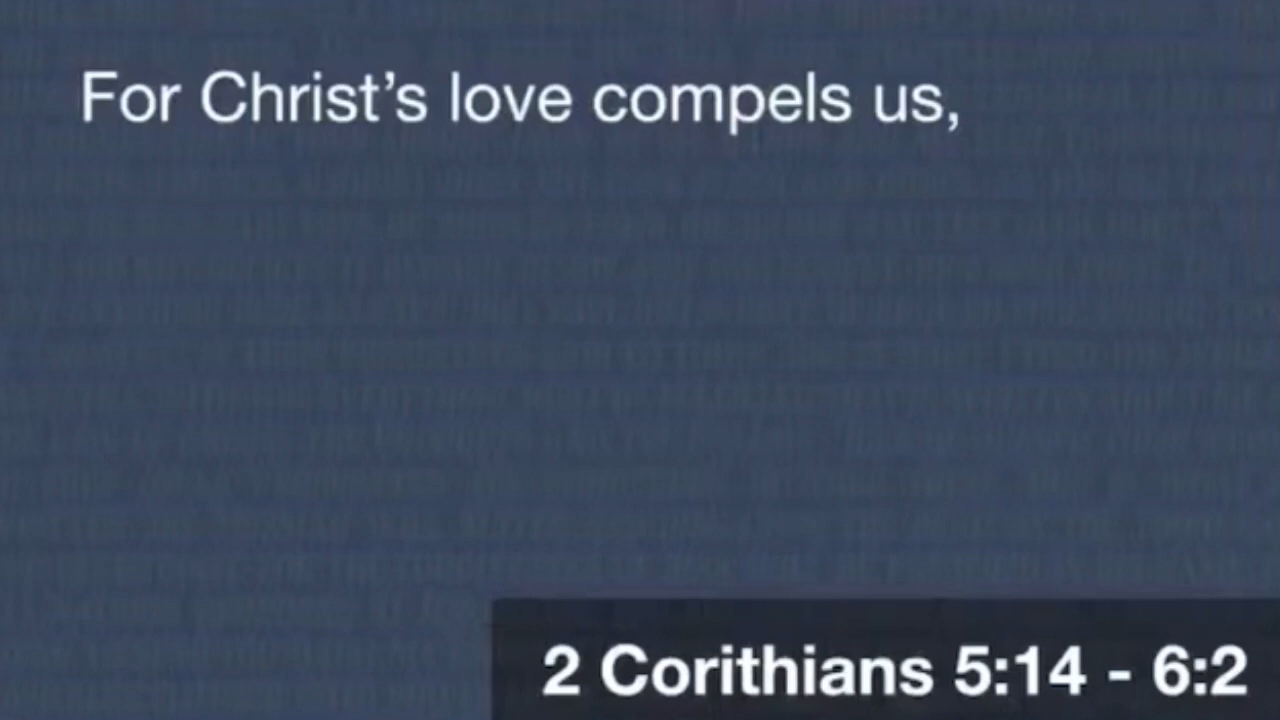 For Christ’s love compels us,
2 Corithians 5:14 - 6:2